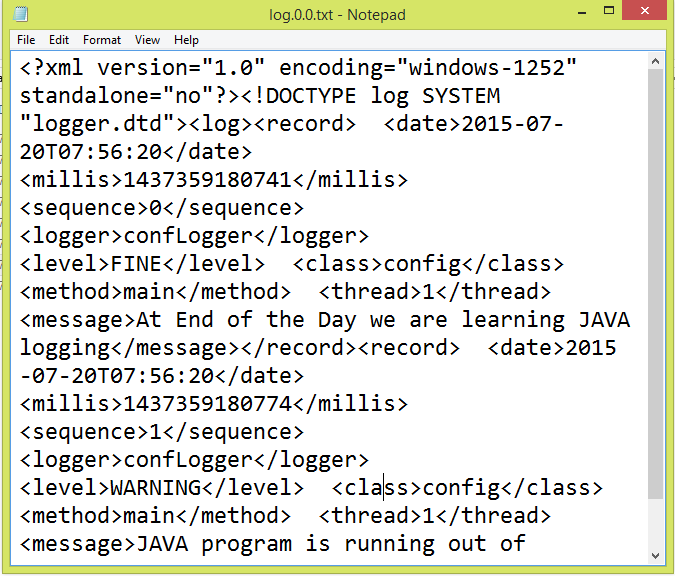 log.0.0.txt - Notepad
File Edit Format View Help
<?xml version="1.0" encoding="windows-1252"
standalone="no"?><!DOCTYPE log SYSTEM
"logger.dtd"><log><record>  <date>2015-07-
20T07:56:20</date>
<millis>1437359180741</millis>
<sequence>0</sequence>
<logger>confLogger</logger>
<level>FINE</level>  <class>config</class>
<method>main</method>  <thread>1</thread>
<message>At End of the Day we are learning JAVA
logging</message></record><record>  <date>2015
-07-20T07:56:20</date>
<millis>1437359180774</millis>
<sequence>1</sequence>
<logger>confLogger</logger>
<level>WARNING</level>  <class>config</class>
<method>main</method>  <thread>1</thread>
<message>JAVA program is running out of